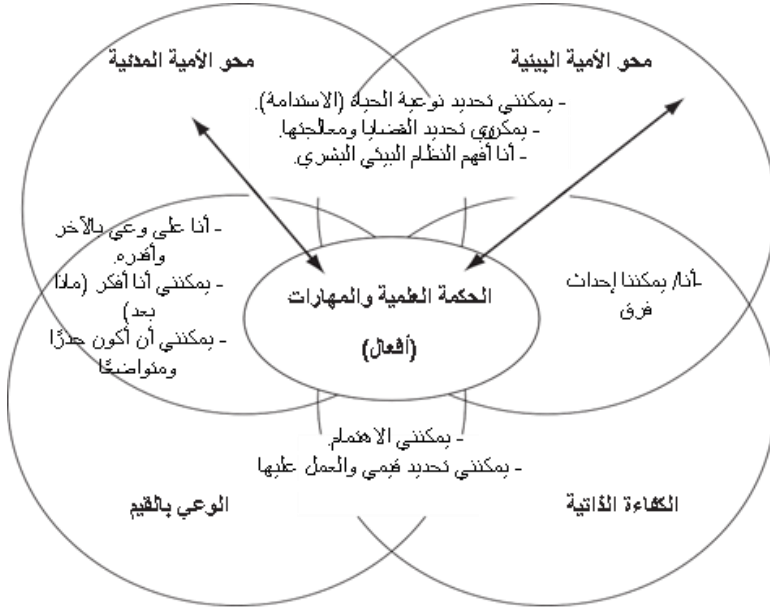 محو الأمية المدنية
محو الأمية البيئية
- يمكنني تحديد نوعية الحياة (الاستدامة).
- يمكنني تحديد القضايا ومعالجتها.
- أنا أفهم النظام البيئي البشري.
- أنا على وعي بالآخر
وأقدره.
- يمكنني أنا أفكر (ماذا
بعد)
- يمكنني أن أكون حذرًا
ومتواضعًا
الحكمة العلمية والمهارات
(أفعال)
-أنا/ يمكننا إحداث
فرق
- يمكنني الاهتمام.
- يمكنني تحديد قيمي والعمل عليها
الوعي بالقيم
الكفاءة الذاتية